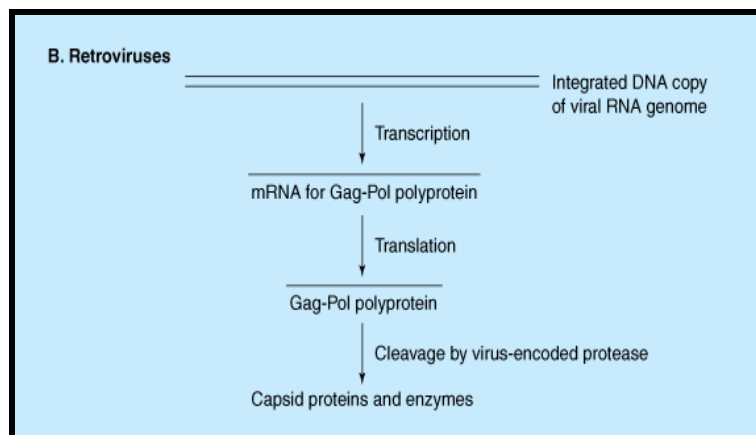 B. Retroviruses
Integrated DNA copy
of viral RNA genome
Transcription
mRNA for Gag-Pol polyprotein
Translation
Gag-Pol polyprotein
Cleavage by virus-encoded protease
Capsid proteins and enzymes